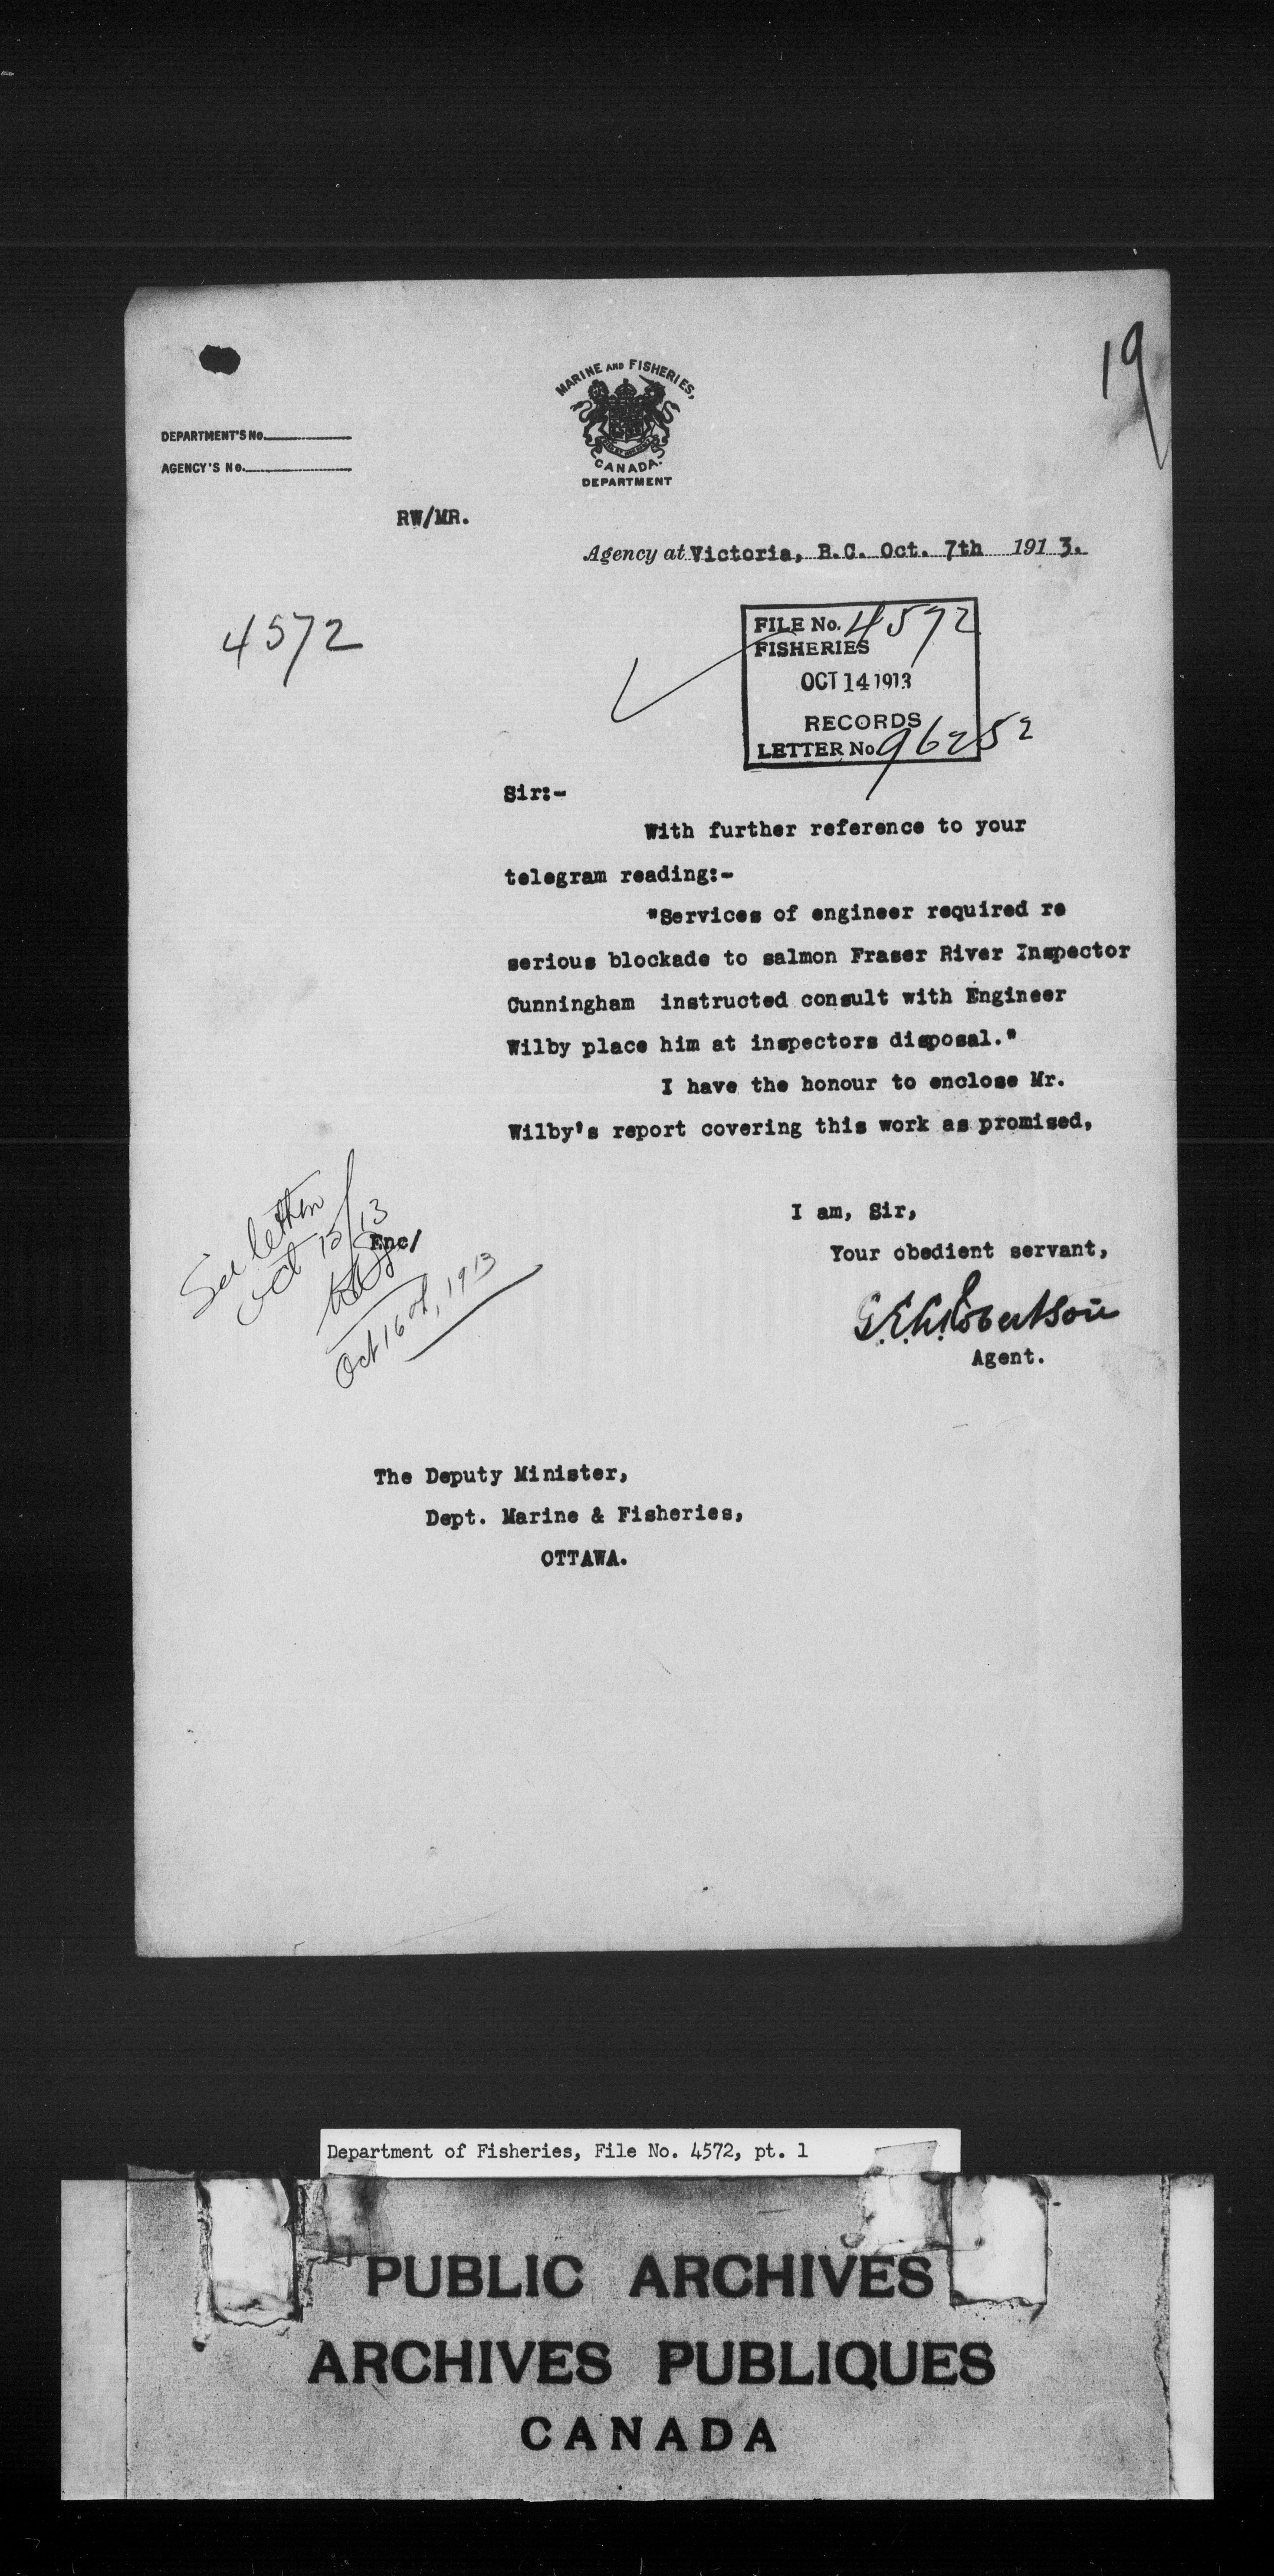 19
MARINE AND FISHERIES,
CANADA.
DEPARTMENT
DEPARTMENT'S No.
AGENCY'S No.
RW/MR.
Agency at Victoria, B.C. Oct. 7th 1913.
4572
FILE No. 4572
FISHERIES
OCT 14 1913
RECORDS
LETTER No 96252
Sir:-
With further reference to your
telegram reading:-
"Services of engineer required re
serious blockade to salmon Fraser River Inspector
Cunningham instructed consult with Engineer
Wilby place him at inspectors disposal."
I have the honour to enclose Mr.
Wilby's report covering this work as promised,
I am, Sir,
Your obedient servant,
Robertson
Agent.
See letter
Oct 15/13
Enc/
Oct 16, 1913
The Deputy Minister,
Dept. Marine & Fisheries,
OTTAWA.
Department of Fisheries, File No. 4572, pt. 1
PUBLIC ARCHIVES
ARCHIVES PUBLIQUES
CANADA